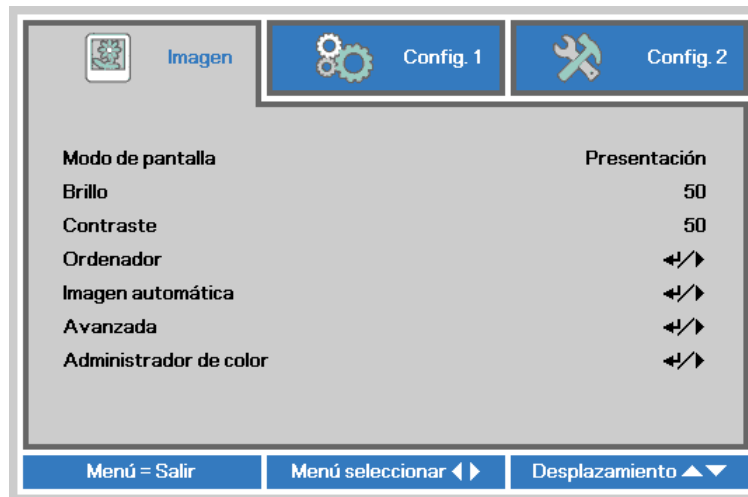 Imagen Config. 1 Config. 2
Modo de pantalla Presentación
Brillo 50
Contraste 50
Ordenador
Imagen automática
Avanzada
Administrador de color
Menú = Salir Menú seleccionar Desplazamiento